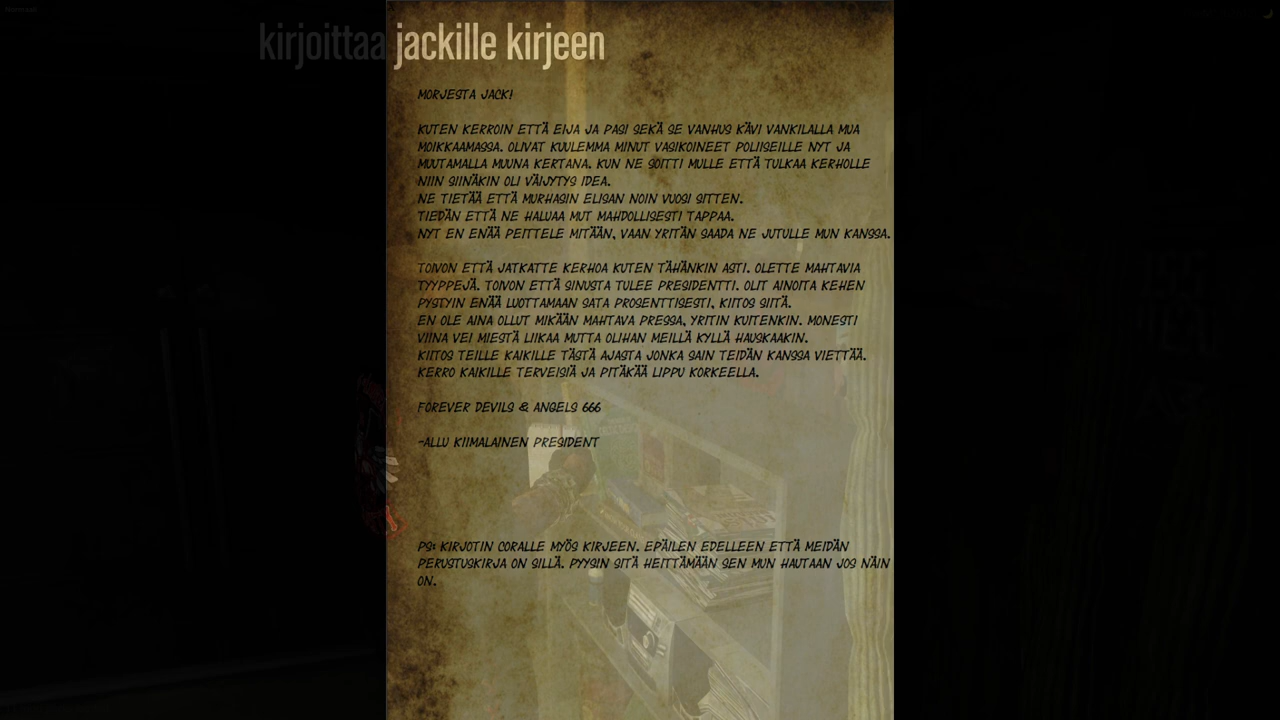 kirjoittaa jackille kirjeen
MORJESTA JACK!
KUTEN KERROIN ETTÄ EIJA JA PASI SEKÄ SE VANHUS KÄVI VANKILALLA MUA
MOIKKAAMASSA. OLIVAT KUULEMMA MINUT VASIKOINEET POLIISEILLE NYT JA
MUUTAMALLA MUUNA KERTANA. KUN NE SOITTI MULLE ETTÄ TULKAA KERHOLLE
NIIN SIINÄKIN OLI VÄIJYTYS IDEA.
NE TIETÄÄ ETTÄ MURHASIN ELISAN NOIN VUOSI SITTEN.
TIEDÄN ETTÄ NE HALUAA MUT MAHDOLLISESTI TAPPAA.
NYT EN ENÄÄ PEITTELE MITÄÄN, VAAN YRITÄN SAADA NE JUTULLE MUN KANSSA.
TOIVON ETTÄ JATKATTE KERHOA KUTEN TÄHÄNKIN ASTI. OLETTE MAHTAVIA
TYYPPEJÄ. TOIVON ETTÄ SINUSTA TULEE PRESIDENTTI. OLIT AINOITA KEHEN
PYSTYIN ENÄÄ LUOTTAMAAN SATA PROSENTTISESTI, KIITOS SIITÄ.
EN OLE AINA OLLUT MIKÄÄN MAHTAVA PRESSA, YRITIN KUITENKIN. MONESTI
VIINA VEI MIESTÄ LIIKAA MUTTA OLIHAN MEILLÄ KYLLÄ HAUSKAAKIN.
KIITOS TEILLE KAIKILLE TÄSTÄ AJASTA JONKA SAIN TEIDÄN KANSSA VIETTÄÄ.
KERRO KAIKILLE TERVEISIÄ JA PITÄKÄÄ LIPPU KORKEELLA.
FOREVER DEVILS & ANGELS 666
-ALLU KIIMALAINEN PRESIDENT
PS: KIRJOTIN CORALLE MYÖS KIRJEEN. EPÄILEN EDELLEEN ETTÄ MEIDÄN
PERUSTUSKIRJA ON SILLÄ. PYYSIN SITÄ HEITTÄMÄÄN SEN MUN HAUTAAN JOS NÄIN
ON.